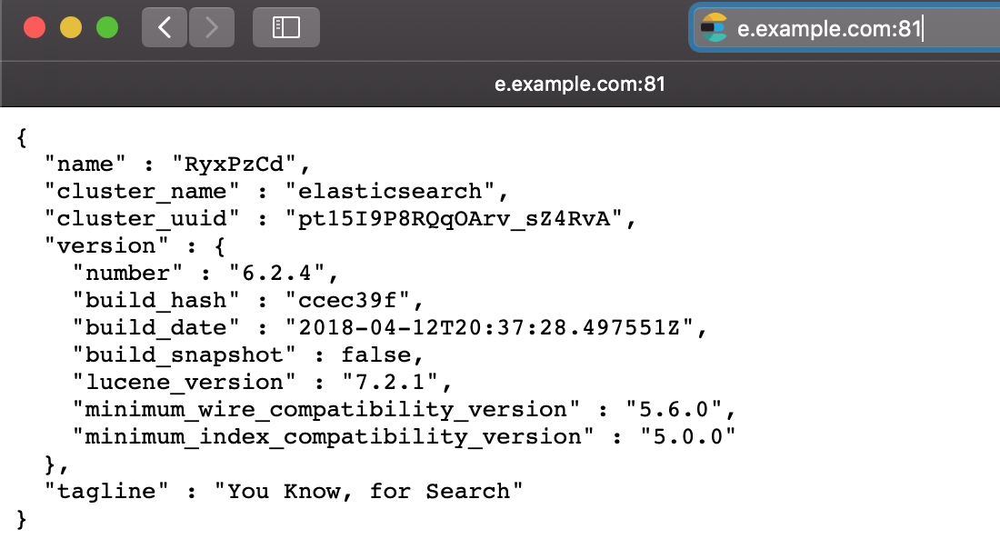 e.example.com:81
e.example.com:81
{
  "name" : "RyxPzCd",
  "cluster_name" : "elasticsearch",
  "cluster_uuid" : "pt15I9P8RQqOArv_sZ4RvA",
  "version" : {
    "number" : "6.2.4",
    "build_hash" : "ccec39f",
    "build_date" : "2018-04-12T20:37:28.497551Z",
    "build_snapshot" : false,
    "lucene_version" : "7.2.1",
    "minimum_wire_compatibility_version" : "5.6.0",
    "minimum_index_compatibility_version" : "5.0.0"
  },
  "tagline" : "You Know, for Search"
}